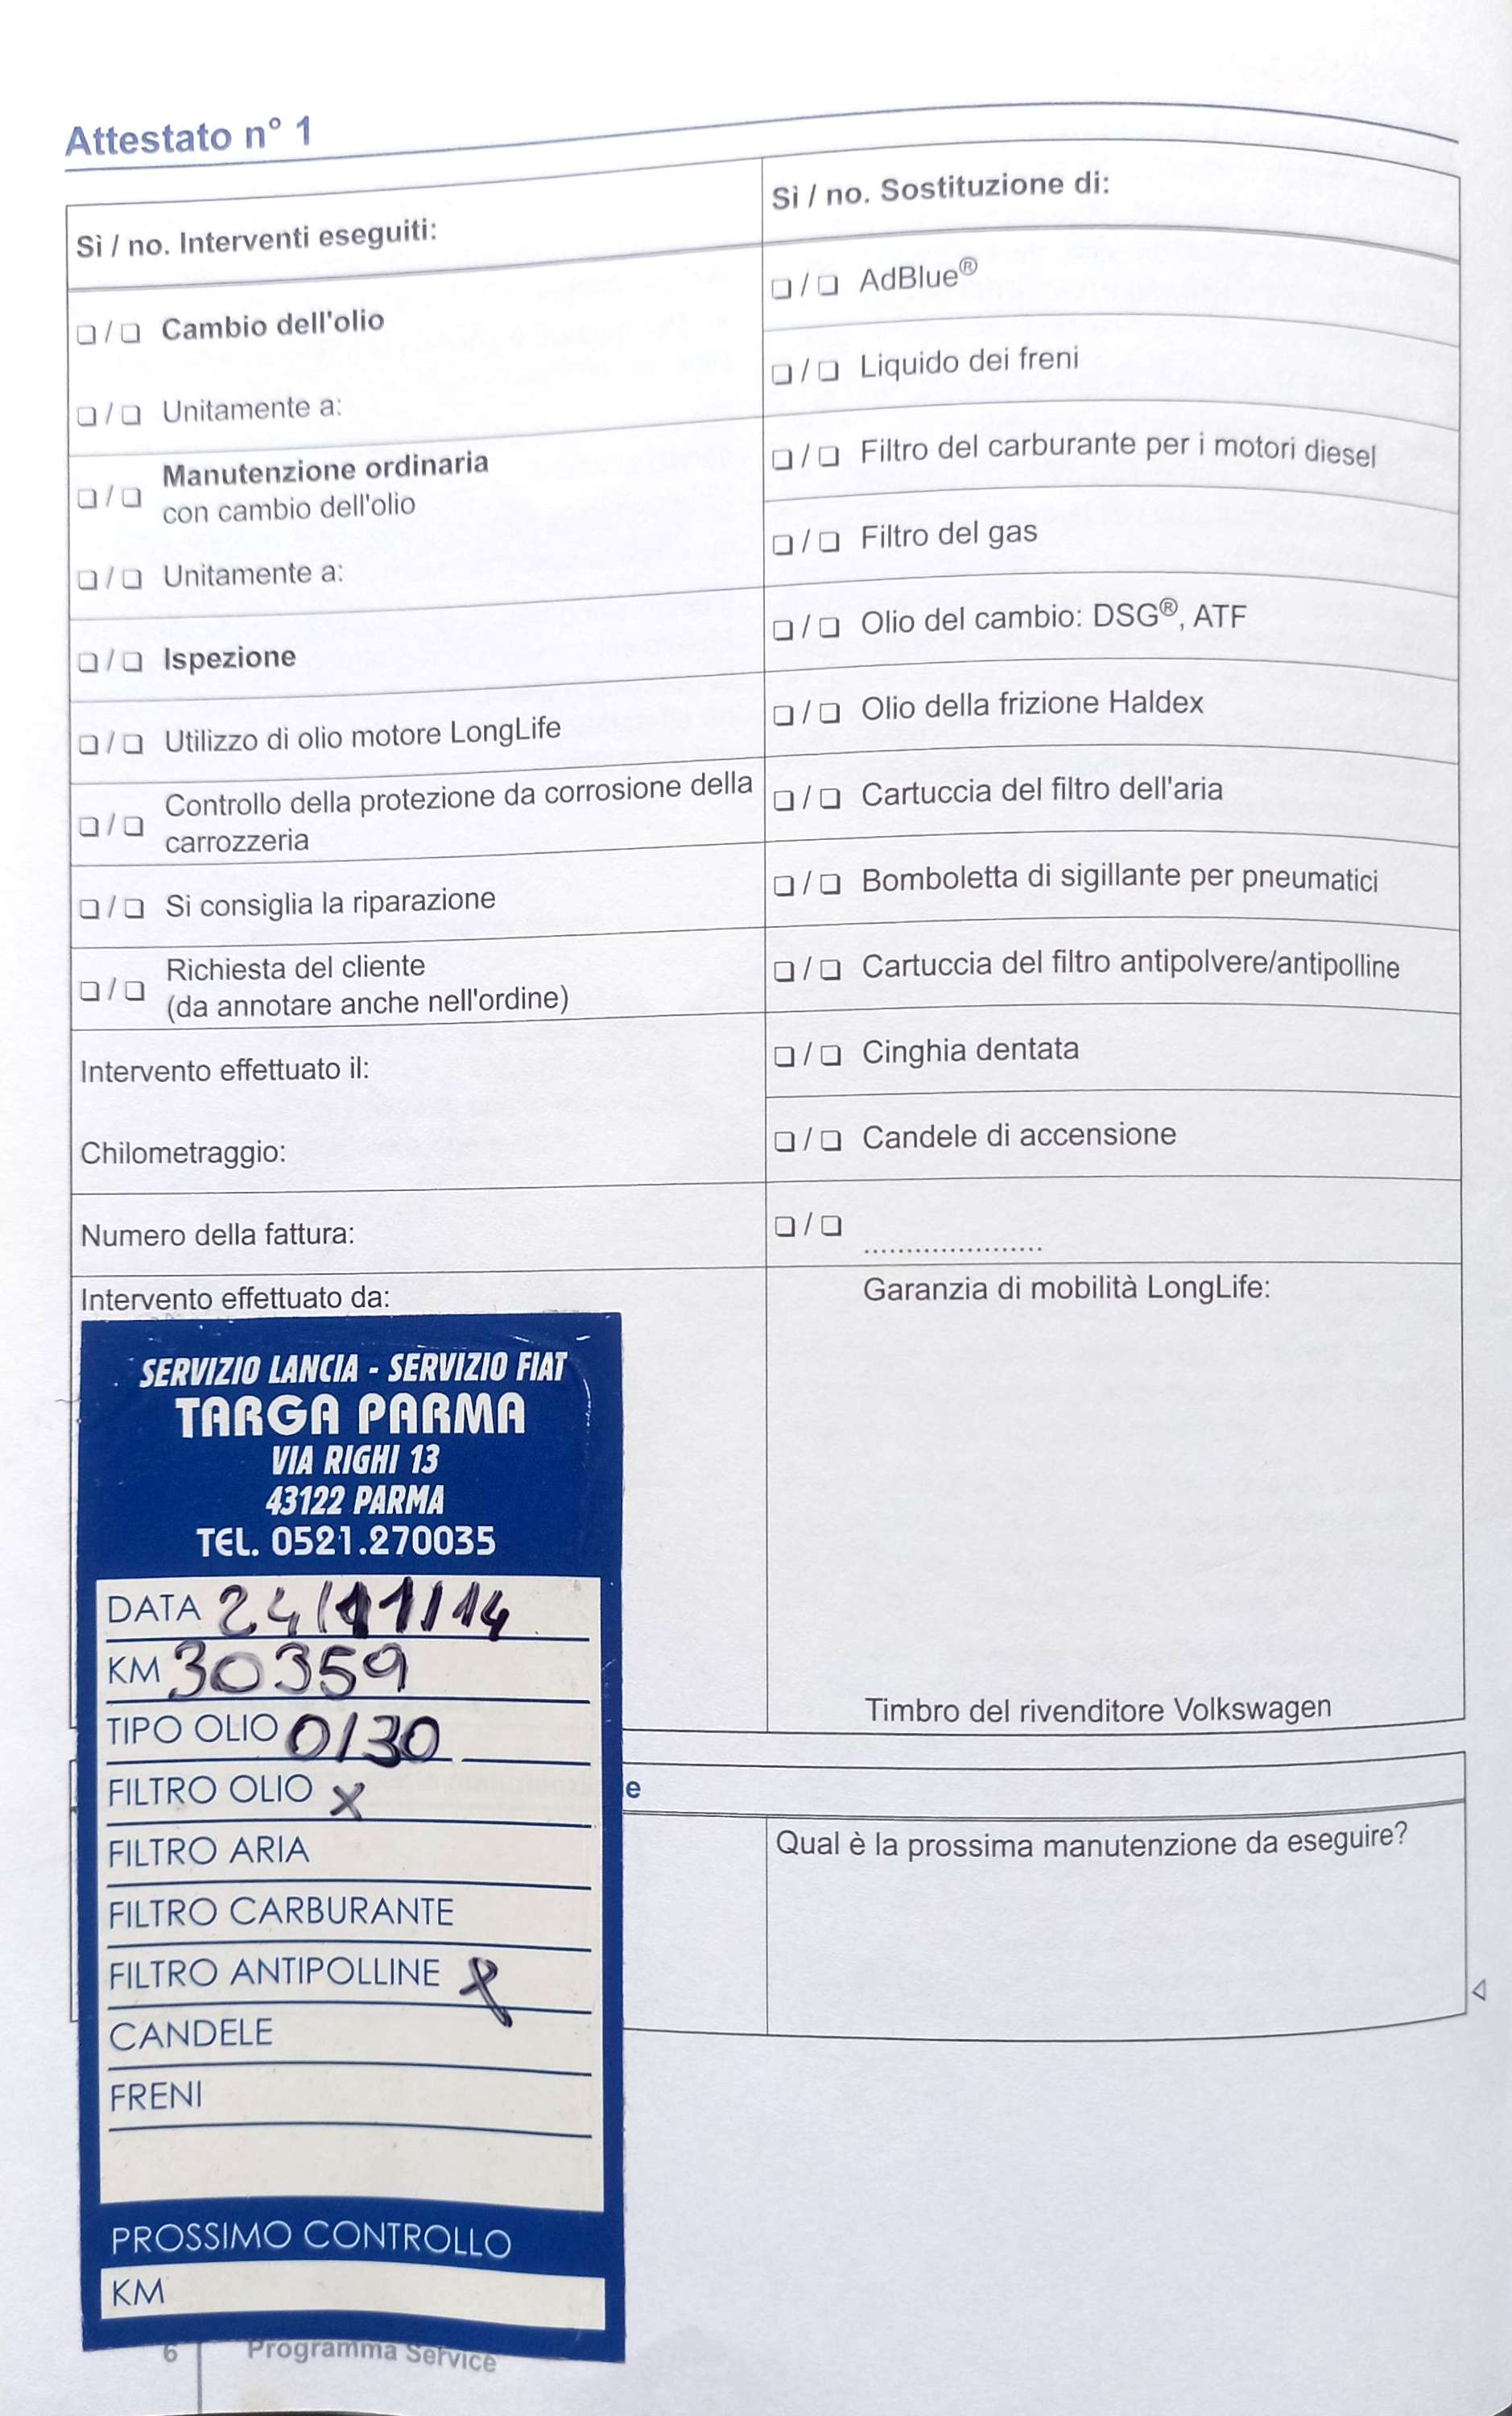 Attestato n° 1
Sì / no. Interventi eseguiti:
❏ / ❏ Cambio dell'olio
❏ / ❏ Unitamente a:
❏ / ❏ Manutenzione ordinaria
con cambio dell'olio
❏ / ❏ Unitamente a:
❏ / ❏ Ispezione
❏ / ❏ Utilizzo di olio motore LongLife
❏ / ❏ Controllo della protezione da corrosione della
carrozzeria
❏ / ❏ Si consiglia la riparazione
❏ / ❏ Richiesta del cliente
(da annotare anche nell'ordine)
Intervento effettuato il:
Chilometraggio:
Numero della fattura:
Intervento effettuato da:
Sì / no. Sostituzione di:
❏ / ❏ AdBlue®
❏ / ❏ Liquido dei freni
❏ / ❏ Filtro del carburante per i motori diesel
❏ / ❏ Filtro del gas
❏ / ❏ Olio del cambio: DSG®, ATF
❏ / ❏ Olio della frizione Haldex
❏ / ❏ Cartuccia del filtro dell'aria
❏ / ❏ Bomboletta di sigillante per pneumatici
❏ / ❏ Cartuccia del filtro antipolvere/antipolline
❏ / ❏ Cinghia dentata
❏ / ❏ Candele di accensione
❏ / ❏ ......................
Garanzia di mobilità LongLife:
Timbro del rivenditore Volkswagen
SERVIZIO LANCIA - SERVIZIO FIAT
TARGA PARMA
VIA RIGHI 13
43122 PARMA
TEL. 0521.270035
DATA 24/11/14
KM 30359
TIPO OLIO 0/30
FILTRO OLIO x
FILTRO ARIA
FILTRO CARBURANTE
FILTRO ANTIPOLLINE x
CANDELE
FRENI
PROSSIMO CONTROLLO
KM
e
Qual è la prossima manutenzione da eseguire?
6 Programma Service